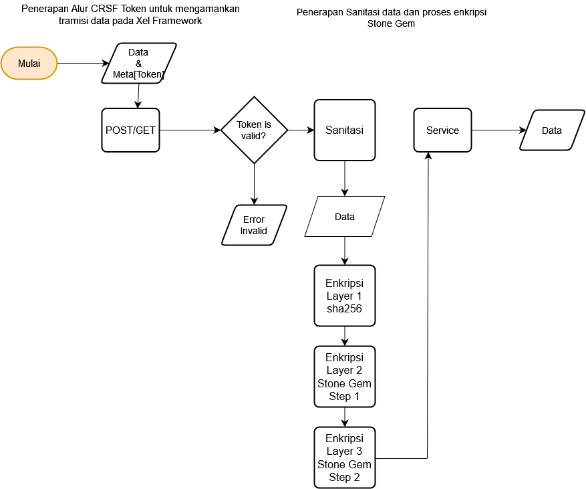 Penerapan Alur CRSF Token untuk mengamankan
tramisi data pada Xel Framework
Penerapan Sanitasi data dan proses enkripsi
Stone Gem
Mulai
Data
&
Meta[Token]
POST/GET
Token is
valid?
Sanitasi
Service
Data
Error
Invalid
Data
Enkripsi
Layer 1
sha256
Enkripsi
Layer 2
Stone Gem
Step 1
Enkripsi
Layer 3
Stone Gem
Step 2